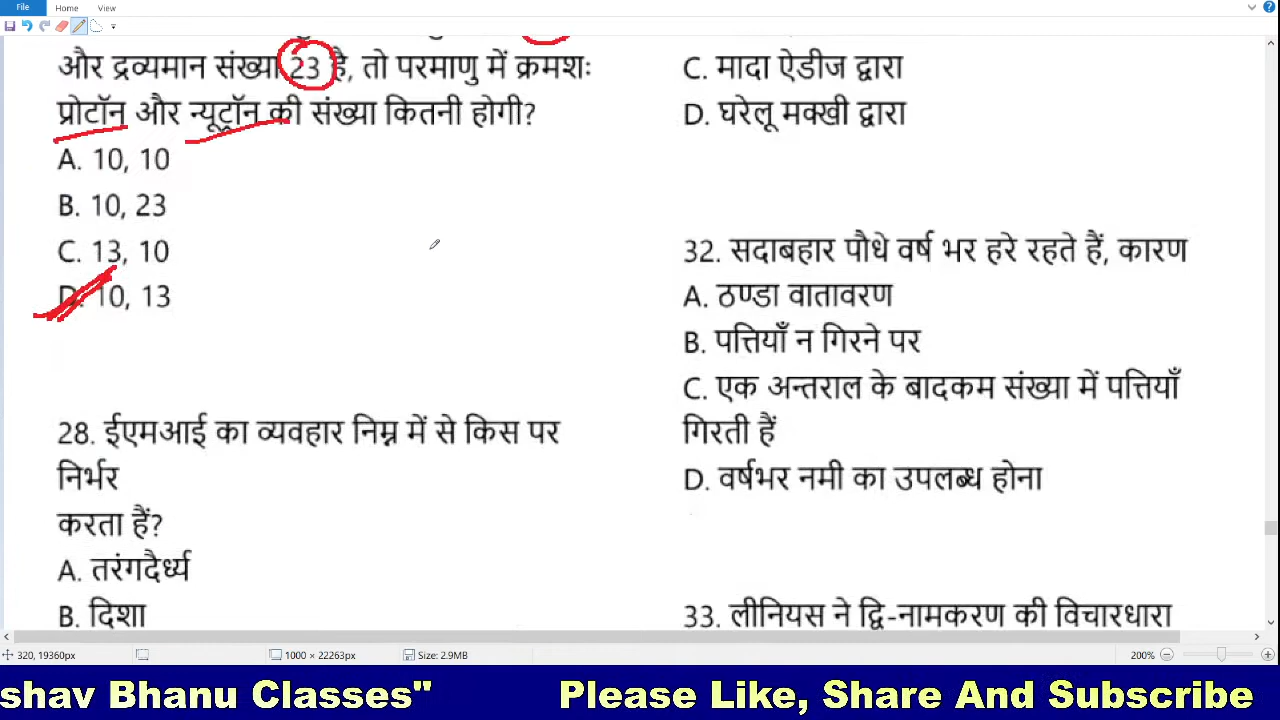 File
Home
View
और द्रव्यमान संख्या 23 है, तो परमाणु में क्रमशः
प्रोटॉन और न्यूट्रॉन की संख्या कितनी होगी?
A. 10, 10
B. 10, 23
C. 13, 10
D. 10, 13
28. ईएमआई का व्यवहार निम्न में से किस पर
निर्भर
करता हैं?
A. तरंगदैर्ध्य
B. दिशा
C. मादा ऐडीज द्वारा
D. घरेलू मक्खी द्वारा
32. सदाबहार पौधे वर्ष भर हरे रहते हैं, कारण
A. ठण्डा वातावरण
B. पत्तियाँ न गिरने पर
C. एक अन्तराल के बादकम संख्या में पत्तियाँ
गिरती हैं
D. वर्षभर नमी का उपलब्ध होना
33. लीनियस ने द्वि-नामकरण की विचारधारा
320, 19360px
1000 × 22263px
Size: 2.9MB
200%
shav Bhanu Classes" Please Like, Share And Subscribe